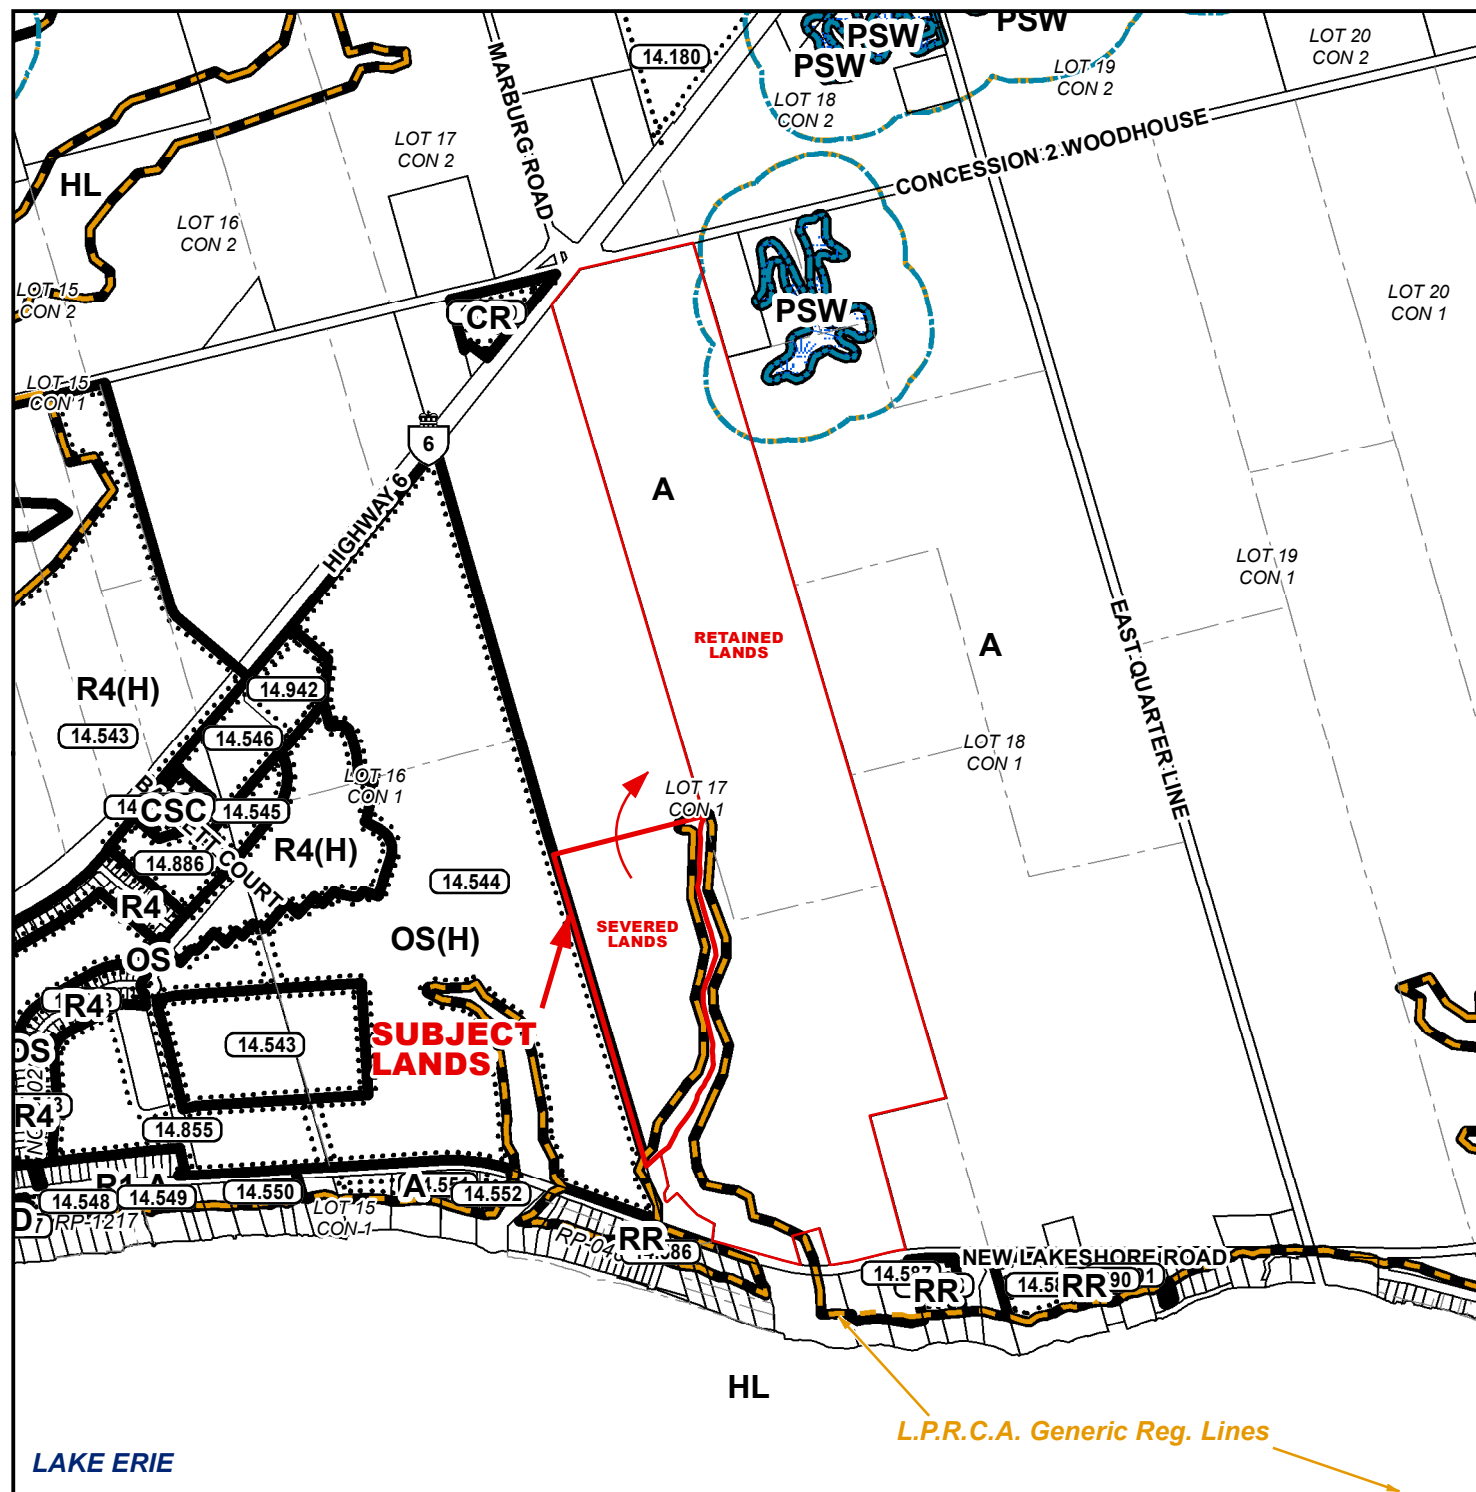 PSW
PSW
PSW
LOT 20
CON 2
14.180
LOT 19
CON 2
LOT 18
CON 2
MARBURG ROAD
LOT 17
CON 2
CONCESSION 2 WOODHOUSE
HL
LOT 16
CON 2
LOT 15
CON 2
CR
PSW
LOT 20
CON 1
LOT 15
CON 1
6
HIGHWAY 6
A
LOT 19
CON 1
EAST QUARTER LINE
RETAINED
LANDS
A
R4(H)
14.942
14.543
14.546
LOT 18
CON 1
LOT 16
CON 1
LOT 17
CON 1
CSC
14.545
COURT
R4(H)
14.886
14.544
R4
SEVERED
LANDS
OS(H)
OS
R4
SUBJECT
LANDS
14.543
OS
R4
14.855
14.548
14.549
14.550
A
14.552
RP-1217
LOT 15
CON 1
RR
NEW LAKESHORE ROAD
RR
RR
HL
L.P.R.C.A. Generic Reg. Lines
LAKE ERIE